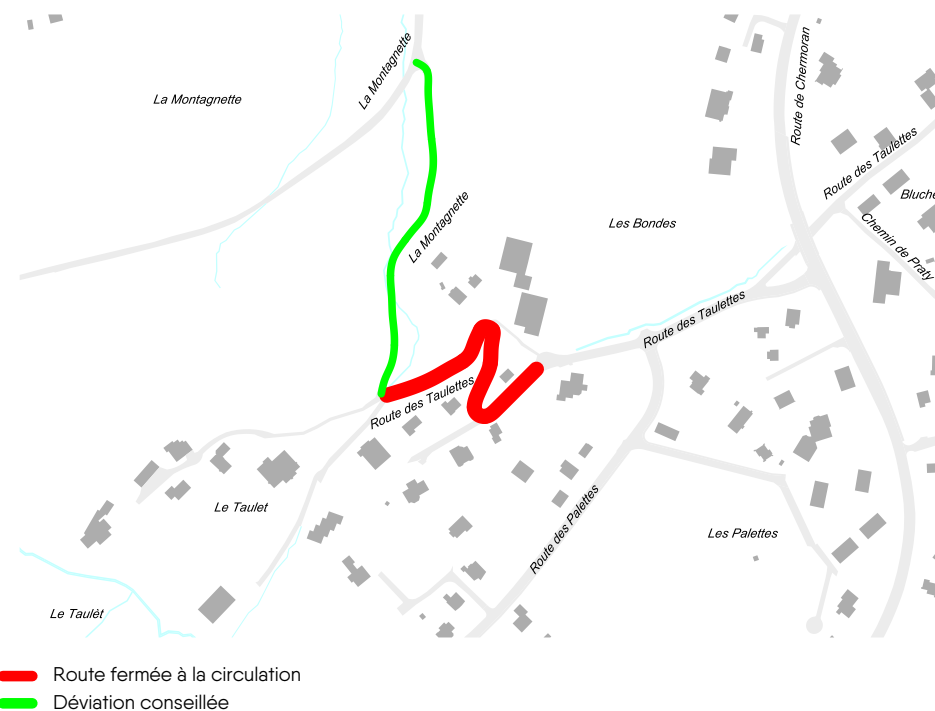 La Montagnette
La Montagnette
Route de Chermoran
Route des Taulettes
Bluche
La Montagnette
Les Bondes
Chemin de Praty
Route des Taulettes
Route des Taulettes
Le Taulet
Route des Palettes
Les Palettes
Le Taulèt
Route fermée à la circulation
Déviation conseillée